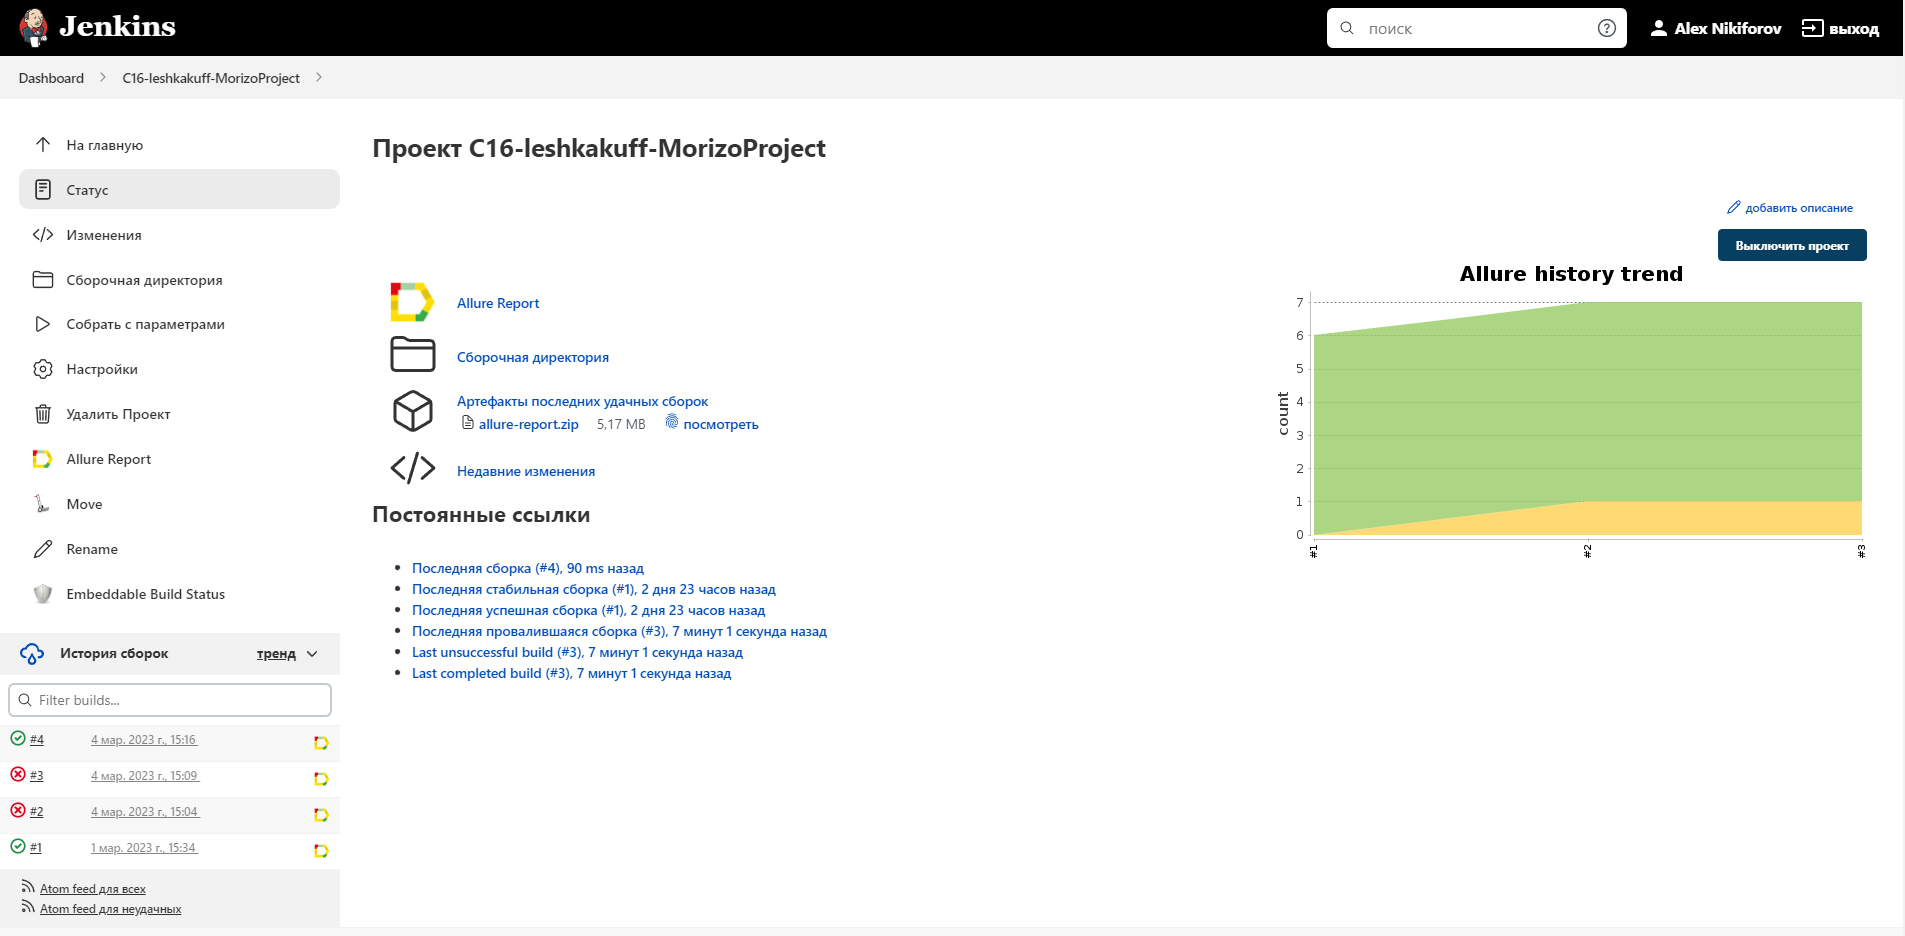 Jenkins
поиск
Alex Nikiforov
выход
Dashboard
C16-leshkakuff-MorizoProject
На главную
Статус
Изменения
Сборочная директория
Собрать с параметрами
Настройки
Удалить Проект
Allure Report
Move
Rename
Embeddable Build Status
История сборок
тренд
Filter builds...
#4 4 мар. 2023 г., 15:16
#3 4 мар. 2023 г., 15:09
#2 4 мар. 2023 г., 15:04
#1 1 мар. 2023 г., 15:34
Atom feed для всех
Atom feed для неудачных
Проект C16-leshkakuff-MorizoProject
добавить описание
Выключить проект
Allure Report
Сборочная директория
Артефакты последних удачных сборок
allure-report.zip 5,17 MB посмотреть
Недавние изменения
Постоянные ссылки
Последняя сборка (#4), 90 ms назад
Последняя стабильная сборка (#1), 2 дня 23 часов назад
Последняя успешная сборка (#1), 2 дня 23 часов назад
Последняя провалившаяся сборка (#3), 7 минут 1 секунда назад
Last unsuccessful build (#3), 7 минут 1 секунда назад
Last completed build (#3), 7 минут 1 секунда назад
Allure history trend
count
7
6
5
4
3
2
1
0
#1
#2
#3